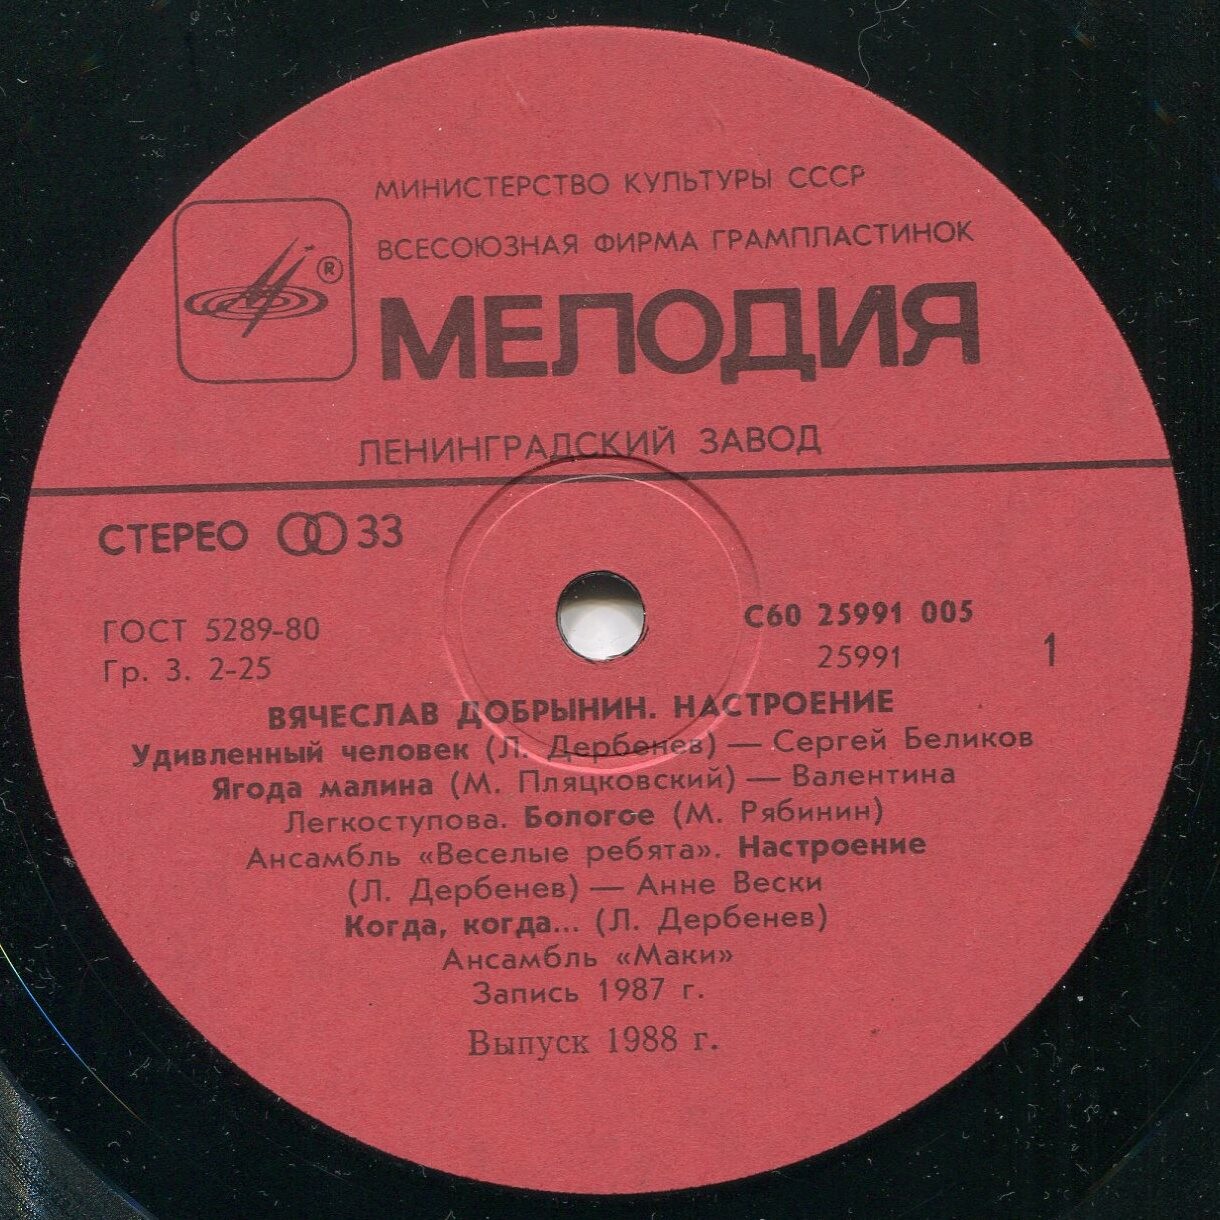 МИНИСТЕРСТВО КУЛЬТУРЫ СССР
ВСЕСОЮЗНАЯ ФИРМА ГРАМПЛАСТИНОК
®
МЕЛОДИЯ
ЛЕНИНГРАДСКИЙ ЗАВОД
СТЕРЕО 33
ГОСТ 5289-80
Гр. 3. 2-25
С60 25991 005
25991
1
ВЯЧЕСЛАВ ДОБРЫНИН. НАСТРОЕНИЕ
Удивленный человек (Л. Дербенев) — Сергей Беликов
Ягода малина (М. Пляцковский) — Валентина
Легкоступова. Бологое (М. Рябинин)
Ансамбль «Веселые ребята». Настроение
(Л. Дербенев) — Анне Вески
Когда, когда... (Л. Дербенев)
Ансамбль «Маки»
Запись 1987 г.
Выпуск 1988 г.